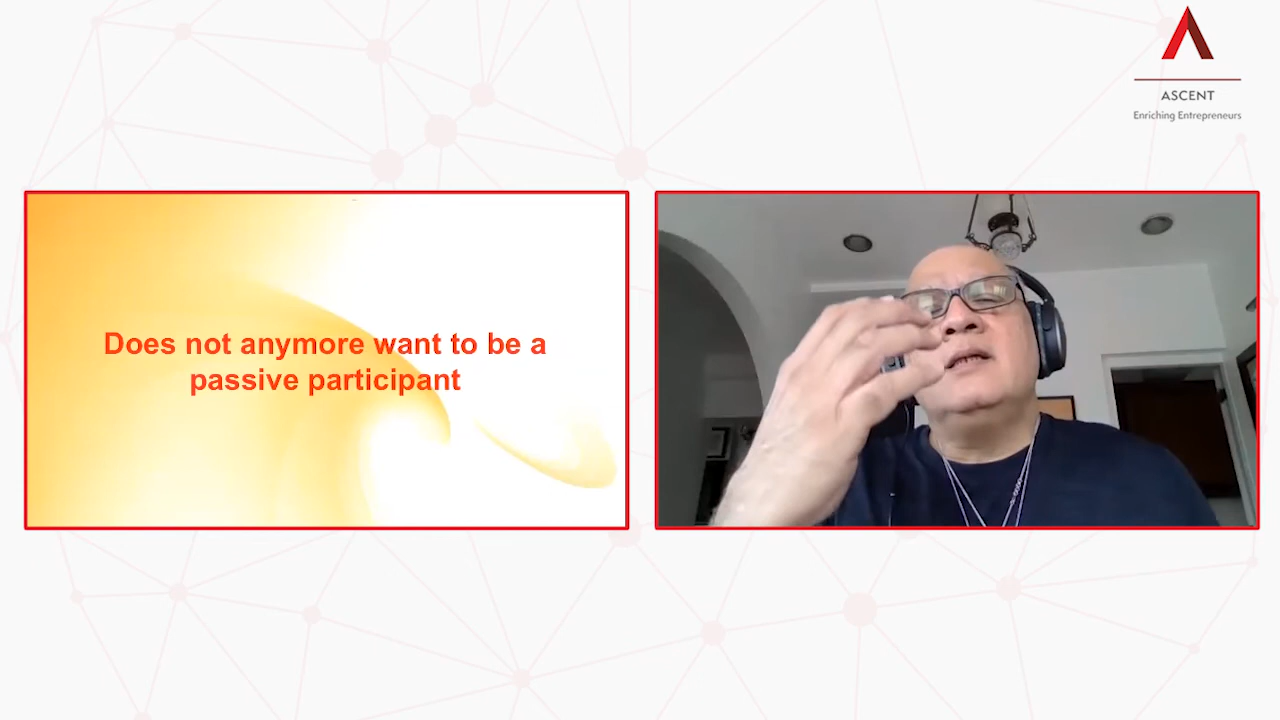 ASCENT
Enriching Entrepreneurs
Does not anymore want to be a
passive participant